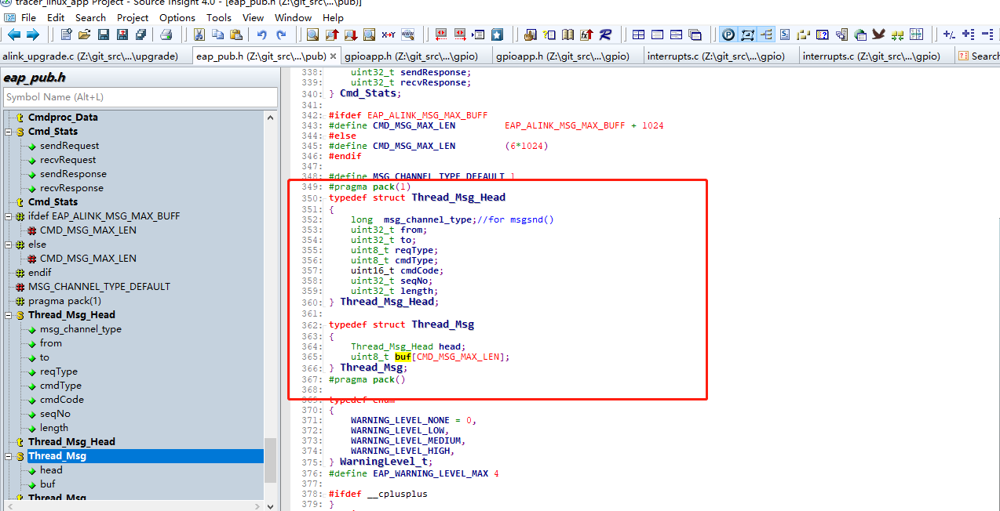 tracer_linux_app Project - Source Insight 4.0 - [eap_pub.h (Z:\git_src\...\pub)]
File Edit Search Project Options Tools View Window Help
alink_upgrade.c (Z:\git_src\...\upgrade) eap_pub.h (Z:\git_src\...\pub) gpioapp.h (Z:\git_src\...\gpio) gpioapp.h (Z:\git_src\...\gpio) interrupts.c (Z:\git_src\...\gpio) interrupts.c (Z:\git_src\...\gpio) Search
eap_pub.h
Symbol Name (Alt+L)
Cmdproc_Data
Cmd_Stats
sendRequest
recvRequest
sendResponse
recvResponse
Cmd_Stats
ifdef EAP_ALINK_MSG_MAX_BUFF
CMD_MSG_MAX_LEN
else
CMD_MSG_MAX_LEN
endif
MSG_CHANNEL_TYPE_DEFAULT
pragma pack(1)
Thread_Msg_Head
msg_channel_type
from
to
reqType
cmdType
cmdCode
seqNo
length
Thread_Msg_Head
Thread_Msg
head
buf
Thread_Msg
338: uint32_t sendResponse;
339: uint32_t recvResponse;
340: } Cmd_Stats;
341:
342: #ifdef EAP_ALINK_MSG_MAX_BUFF
343: #define CMD_MSG_MAX_LEN EAP_ALINK_MSG_MAX_BUFF + 1024
344: #else
345: #define CMD_MSG_MAX_LEN (6*1024)
346: #endif
347:
348: #define MSG_CHANNEL_TYPE_DEFAULT 1
349: #pragma pack(1)
350: typedef struct Thread_Msg_Head
351: {
352: long msg_channel_type;//for msgsnd()
353: uint32_t from;
354: uint32_t to;
355: uint8_t reqType;
356: uint8_t cmdType;
357: uint16_t cmdCode;
358: uint32_t seqNo;
359: uint32_t length;
360: } Thread_Msg_Head;
361:
362: typedef struct Thread_Msg
363: {
364: Thread_Msg_Head head;
365: uint8_t buf[CMD_MSG_MAX_LEN];
366: } Thread_Msg;
367: #pragma pack()
368:
369: typedef enum
370: {
371: WARNING_LEVEL_NONE = 0,
372: WARNING_LEVEL_LOW,
373: WARNING_LEVEL_MEDIUM,
374: WARNING_LEVEL_HIGH,
375: } WarningLevel_t;
376: #define EAP_WARNING_LEVEL_MAX 4
377:
378: #ifdef __cplusplus
379: }